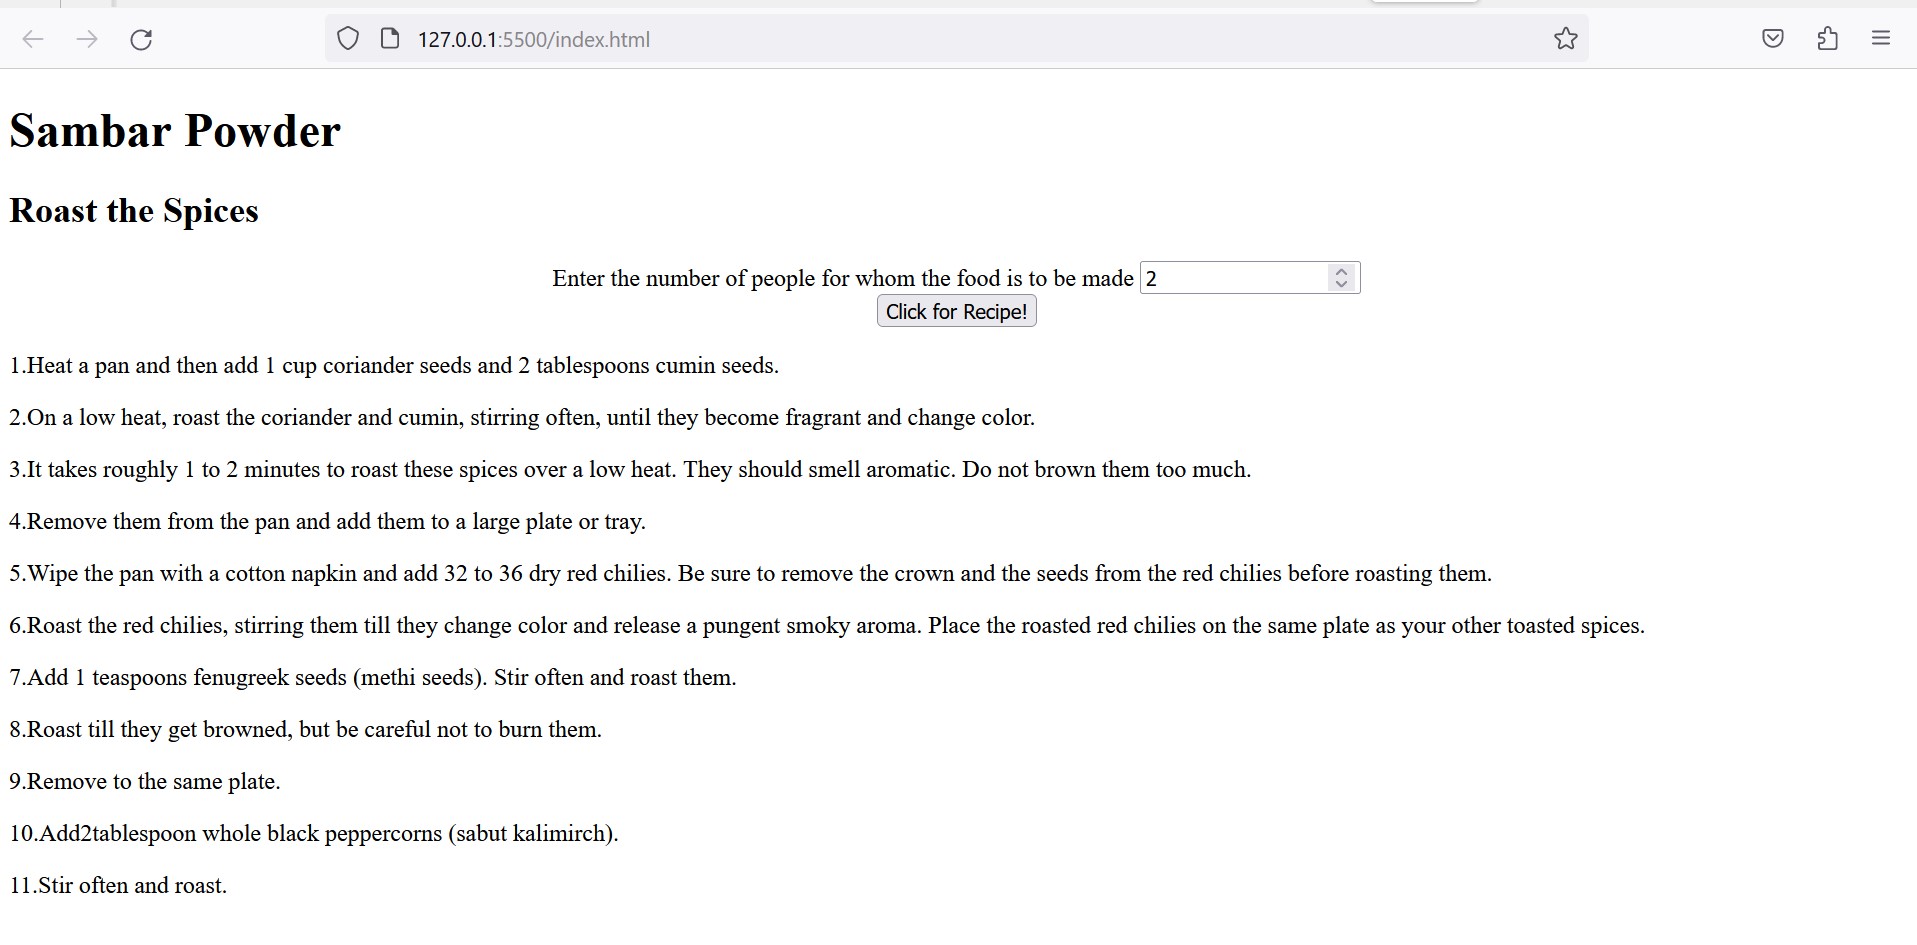 127.0.0.1:5500/index.html
Sambar Powder
Roast the Spices
Enter the number of people for whom the food is to be made 2
Click for Recipe!
1.Heat a pan and then add 1 cup coriander seeds and 2 tablespoons cumin seeds.
2.On a low heat, roast the coriander and cumin, stirring often, until they become fragrant and change color.
3.It takes roughly 1 to 2 minutes to roast these spices over a low heat. They should smell aromatic. Do not brown them too much.
4.Remove them from the pan and add them to a large plate or tray.
5.Wipe the pan with a cotton napkin and add 32 to 36 dry red chilies. Be sure to remove the crown and the seeds from the red chilies before roasting them.
6.Roast the red chilies, stirring them till they change color and release a pungent smoky aroma. Place the roasted red chilies on the same plate as your other toasted spices.
7.Add 1 teaspoons fenugreek seeds (methi seeds). Stir often and roast them.
8.Roast till they get browned, but be careful not to burn them.
9.Remove to the same plate.
10.Add2tablespoon whole black peppercorns (sabut kalimirch).
11.Stir often and roast.